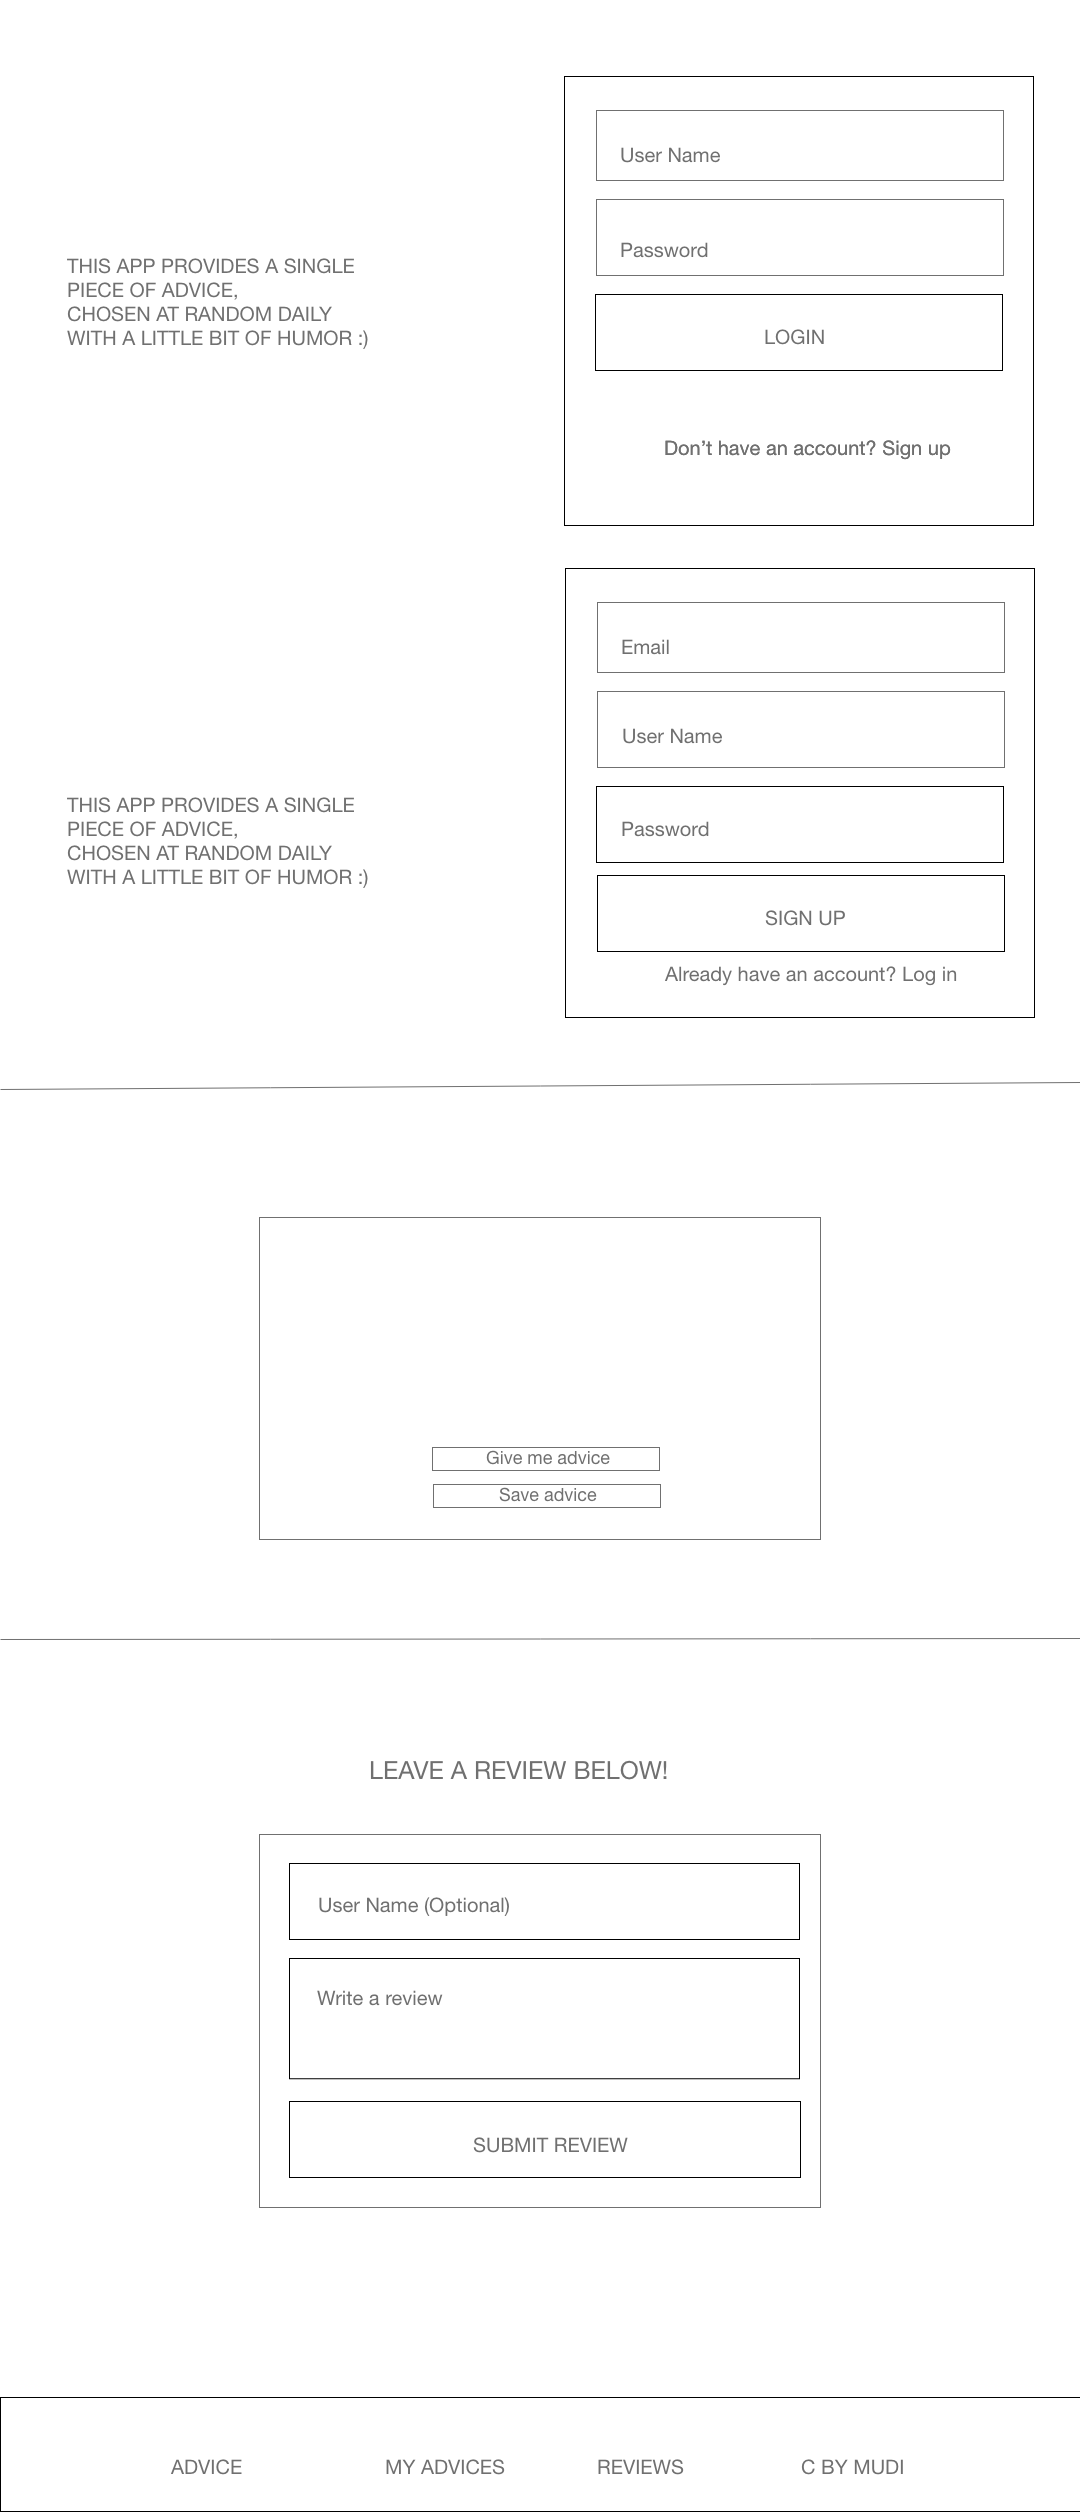 User Name
Password
THIS APP PROVIDES A SINGLE
PIECE OF ADVICE,
CHOSEN AT RANDOM DAILY
WITH A LITTLE BIT OF HUMOR :)
LOGIN
Don’t have an account? Sign up
Email
User Name
THIS APP PROVIDES A SINGLE
PIECE OF ADVICE,
CHOSEN AT RANDOM DAILY
WITH A LITTLE BIT OF HUMOR :)
Password
SIGN UP
Already have an account? Log in
Give me advice
Save advice
LEAVE A REVIEW BELOW!
User Name (Optional)
Write a review
SUBMIT REVIEW
ADVICE MY ADVICES REVIEWS C BY MUDI